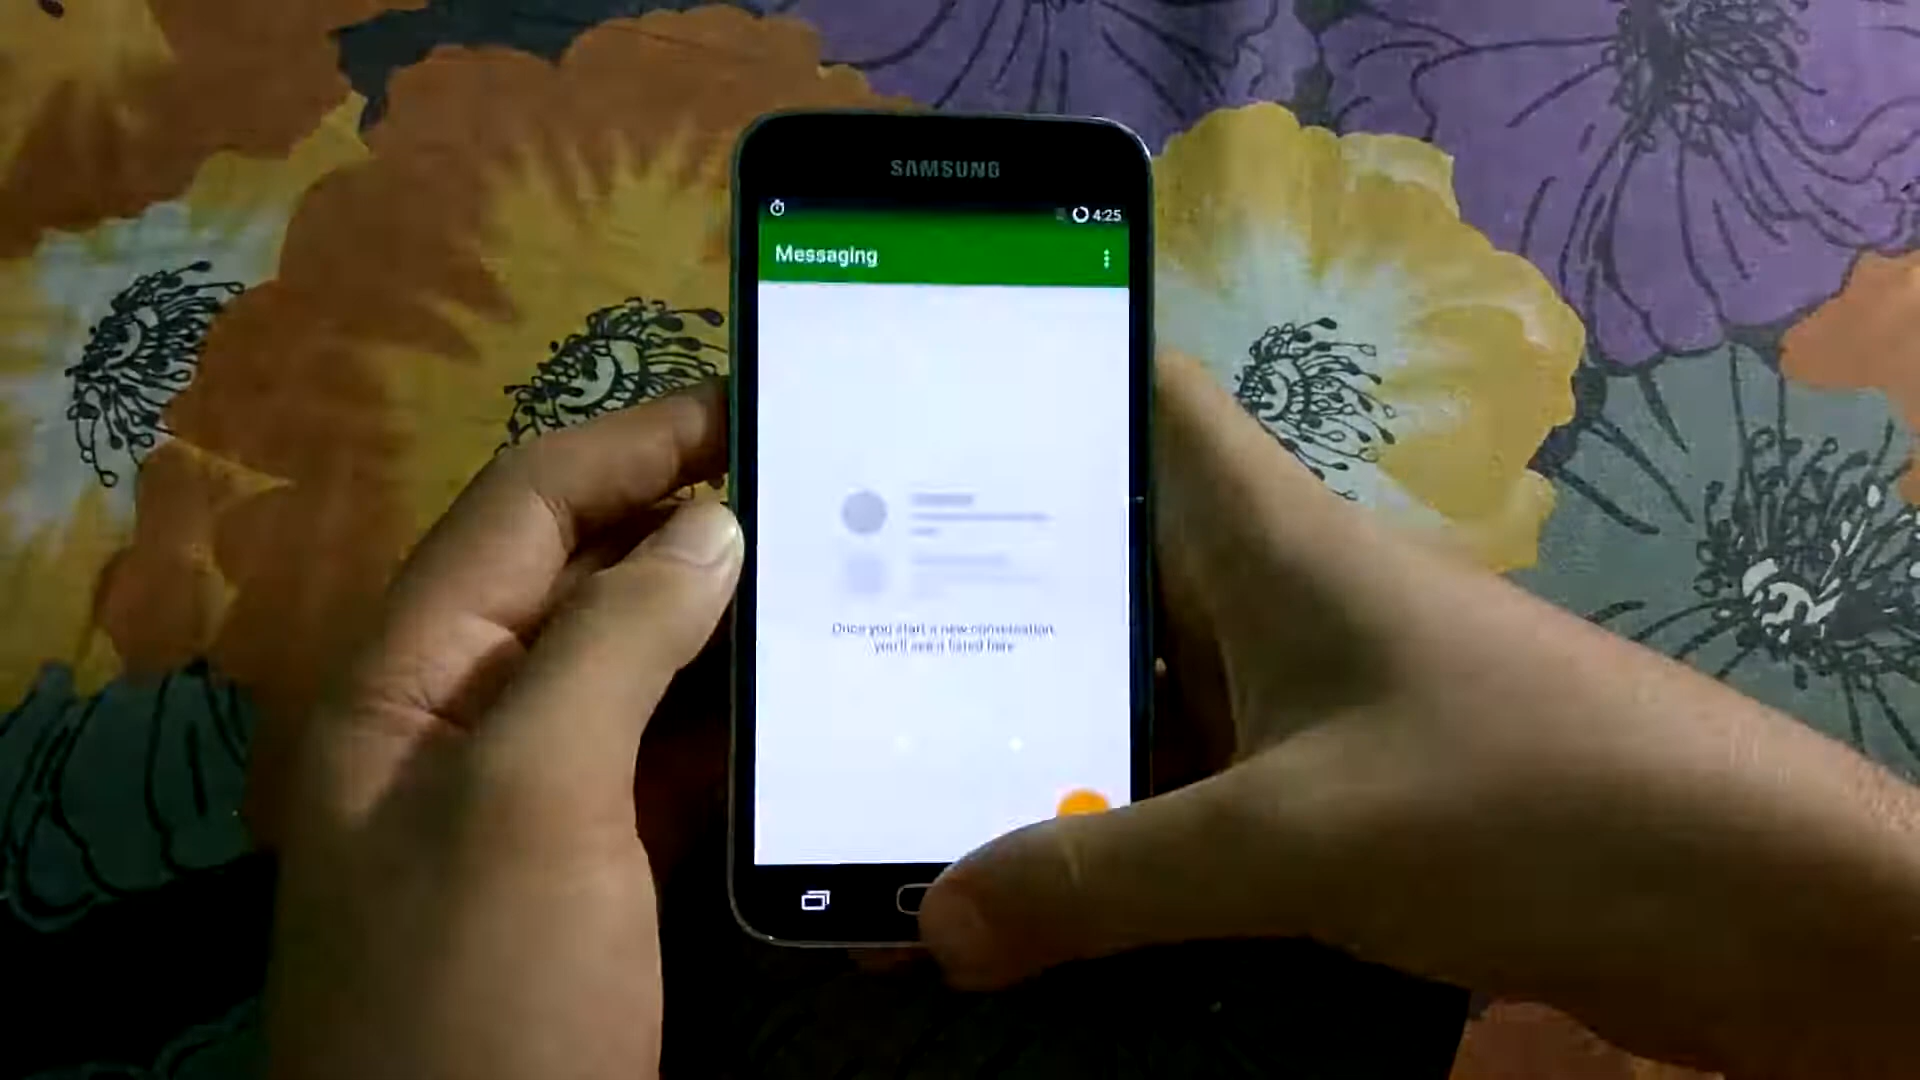 SAMSUNG
4:25
Messaging
Once you start a new conversation,
you'll see it listed here